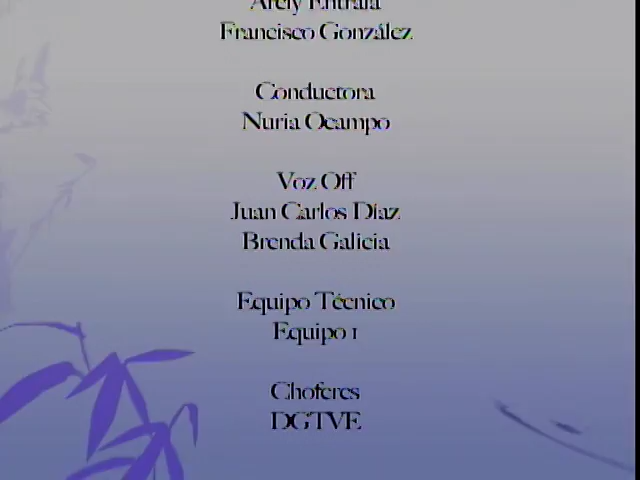 Francisco González
Conductora
Nuria Ocampo
Voz Off
Juan Carlos Díaz
Brenda Galicia
Equipo Técnico
Equipo 1
Choferes
DGTVE